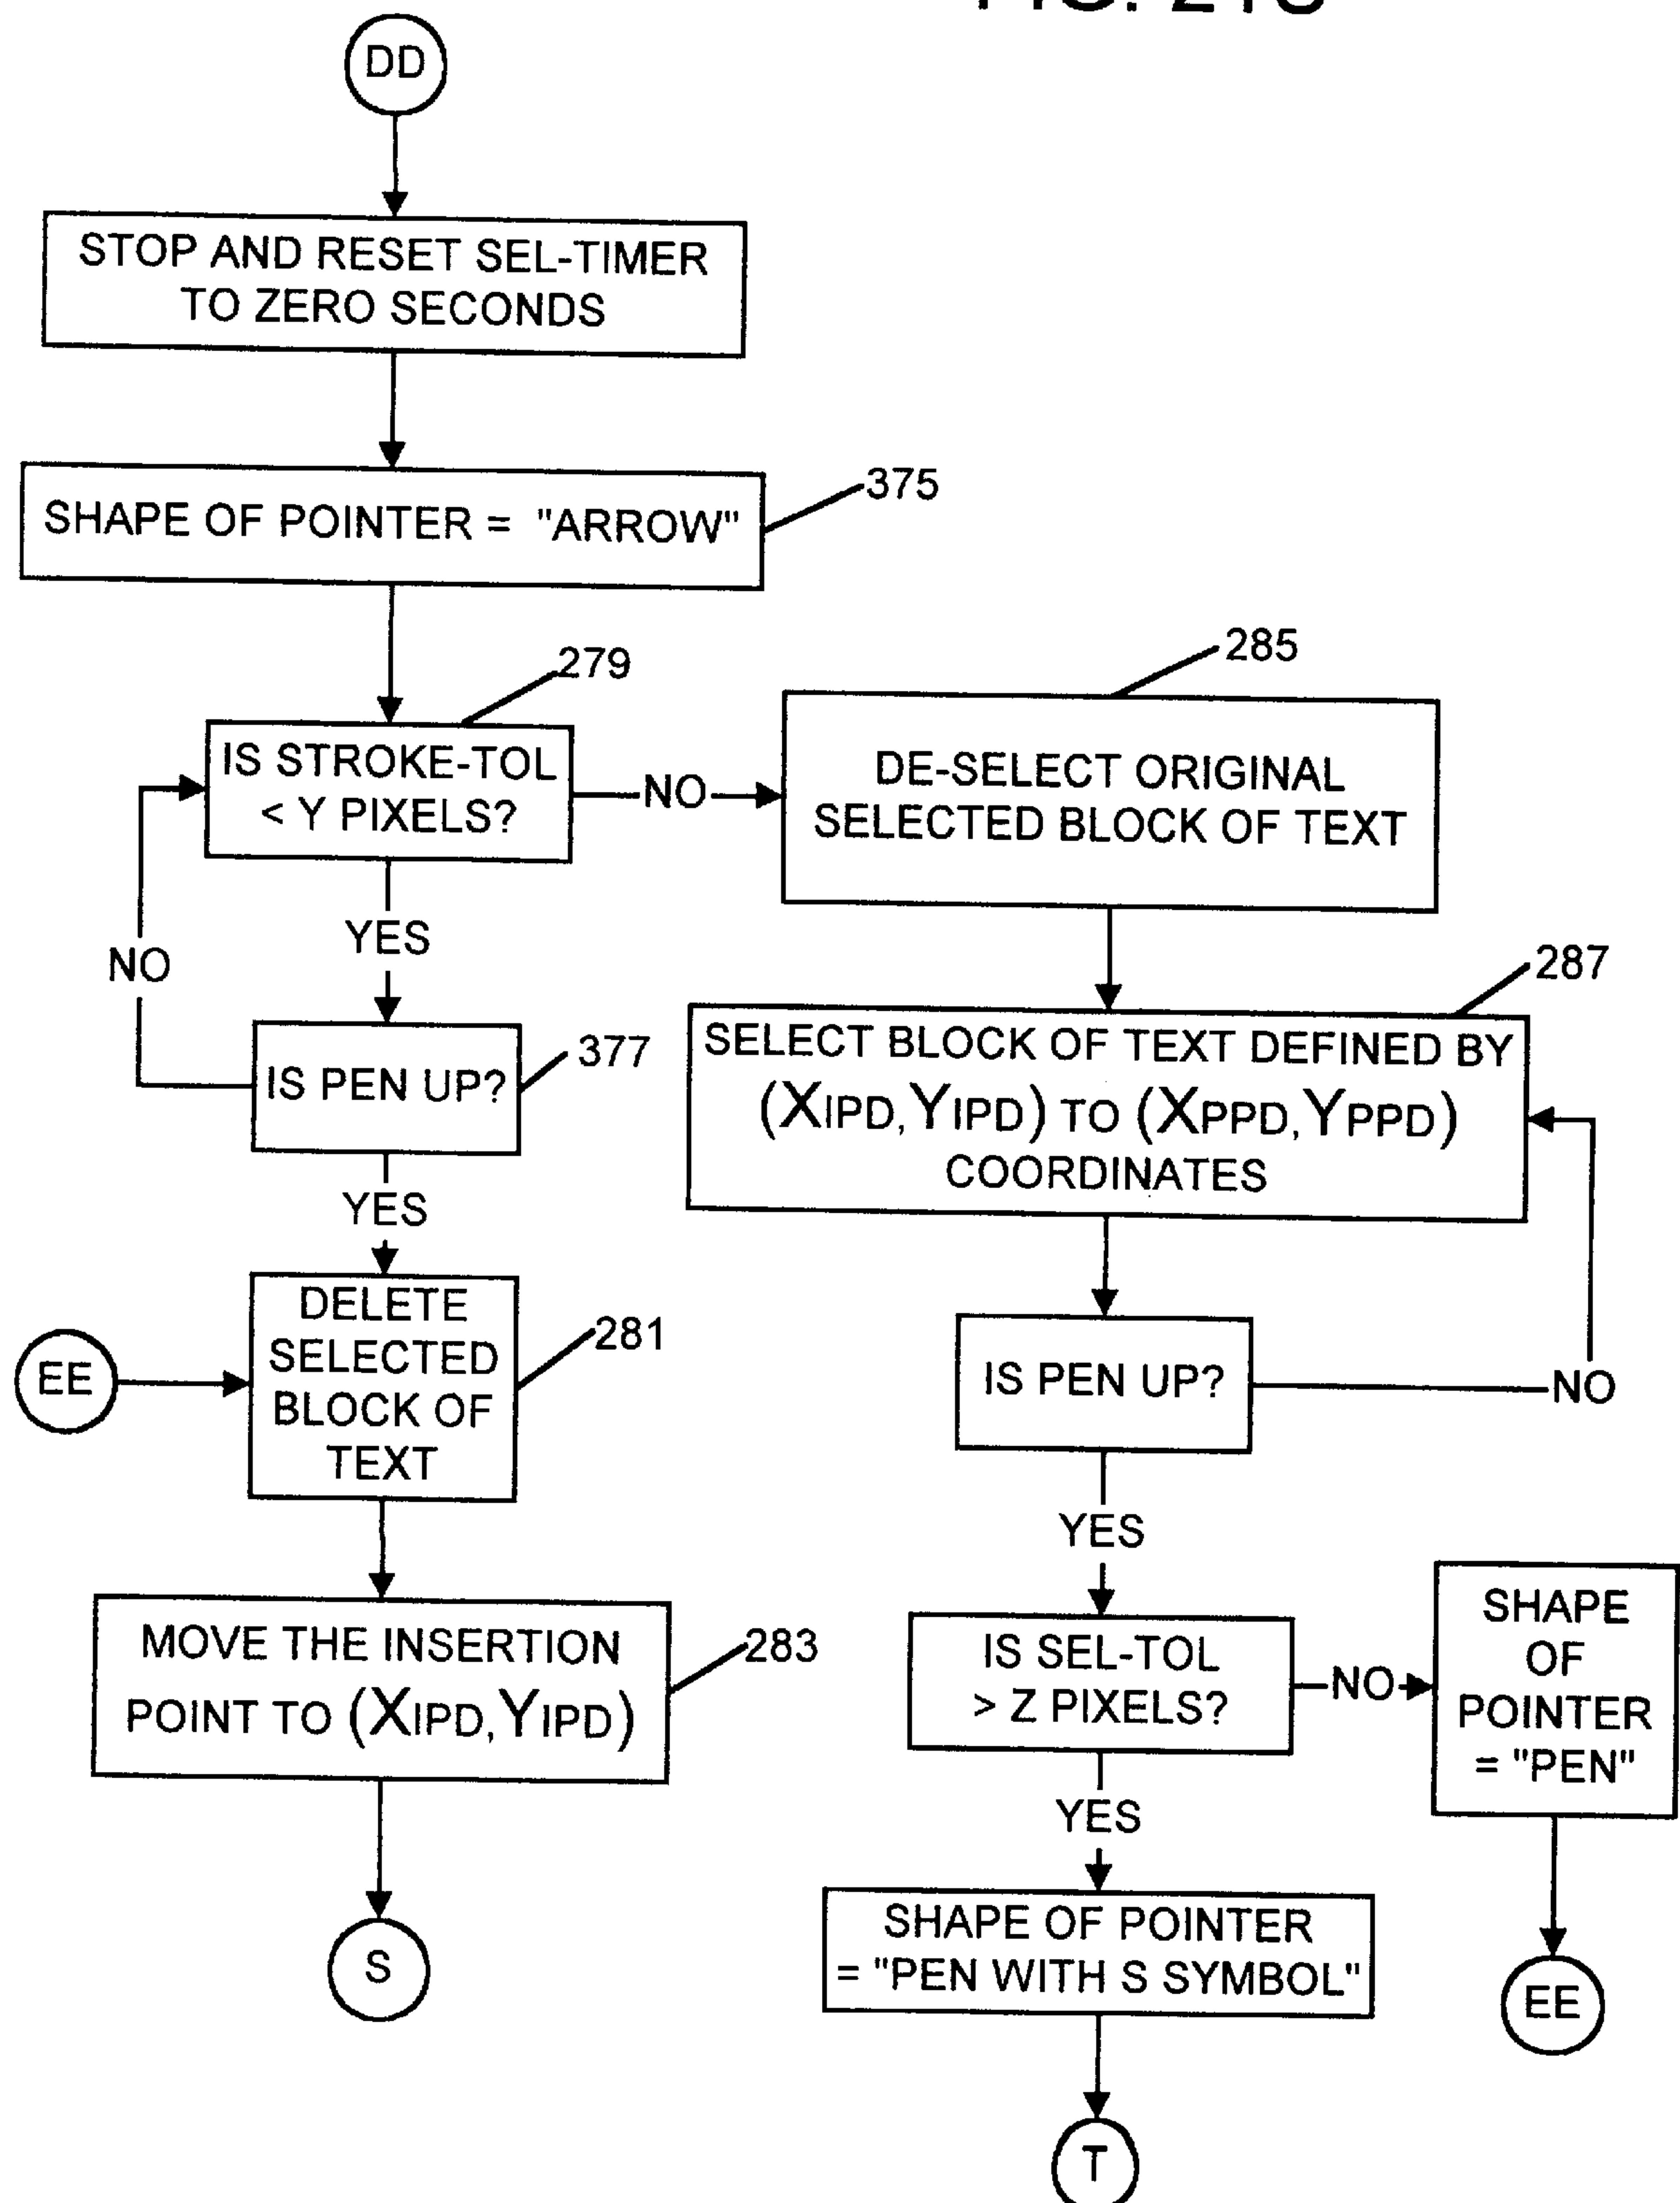 DD
STOP AND RESET SEL-TIMER
TO ZERO SECONDS
SHAPE OF POINTER = "ARROW"
375
279
IS STROKE-TOL
< Y PIXELS?
NO
YES
NO
IS PEN UP?
377
YES
EE
DELETE
SELECTED
BLOCK OF
TEXT
281
MOVE THE INSERTION
POINT TO (XIPD, YIPD)
283
S
285
DE-SELECT ORIGINAL
SELECTED BLOCK OF TEXT
287
SELECT BLOCK OF TEXT DEFINED BY
(XIPD, YIPD) TO (XPPD, YPPD)
COORDINATES
IS PEN UP?
NO
YES
IS SEL-TOL
> Z PIXELS?
NO
SHAPE
OF
POINTER
= "PEN"
EE
YES
SHAPE OF POINTER
= "PEN WITH S SYMBOL"
T